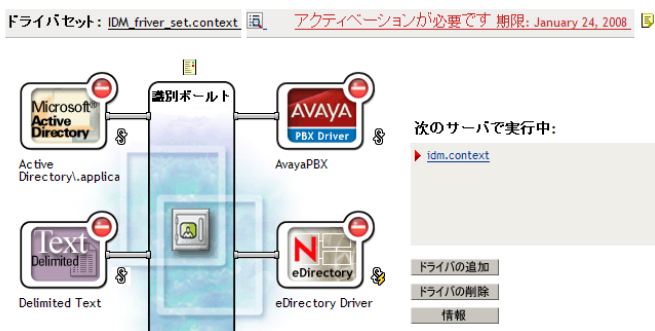 ドライバセット: IDM_friver_set.context アクティベーションが必要です 期限: January 24, 2008
識別ボールト
Microsoft®
Active
Directory
Active
Directory\.applica
AVAYA
PBX Driver
AvayaPBX
次のサーバで実行中:
idm.context
Text
Delimited
Delimited Text
N
eDirectory
eDirectory Driver
ドライバの追加
ドライバの削除
情報